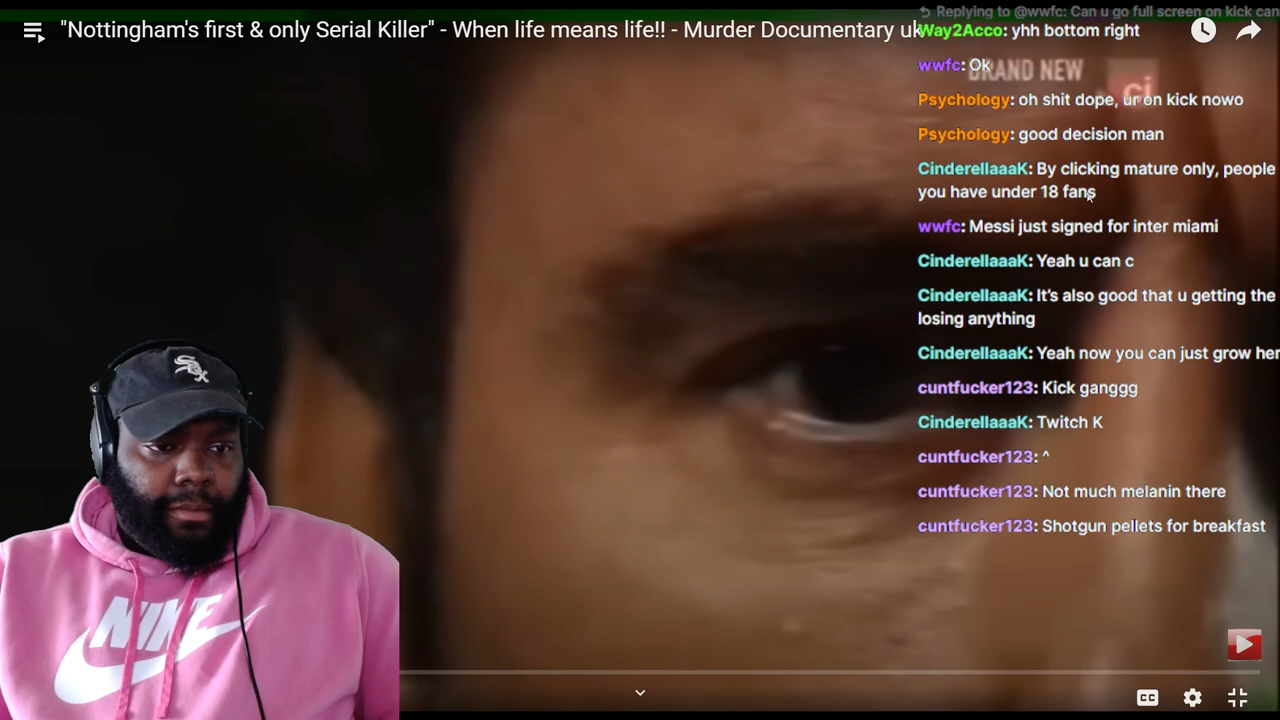 Replying to @wwfc: Can u go full screen on kick can
"Nottingham's first & only Serial Killer" - When life means life!! - Murder Documentary uk
Way2Acco: yhh bottom right
wwfc: Ok
BRAND NEW
ci
Psychology: oh shit dope, ur on kick nowo
Psychology: good decision man
CinderellaaaK: By clicking mature only, people
you have under 18 fans
wwfc: Messi just signed for inter miami
CinderellaaaK: Yeah u can c
CinderellaaaK: It's also good that u getting the
losing anything
CinderellaaaK: Yeah now you can just grow her
cuntfucker123: Kick ganggg
CinderellaaaK: Twitch K
cuntfucker123: ^
cuntfucker123: Not much melanin there
cuntfucker123: Shotgun pellets for breakfast
SOX
NIKE
CC